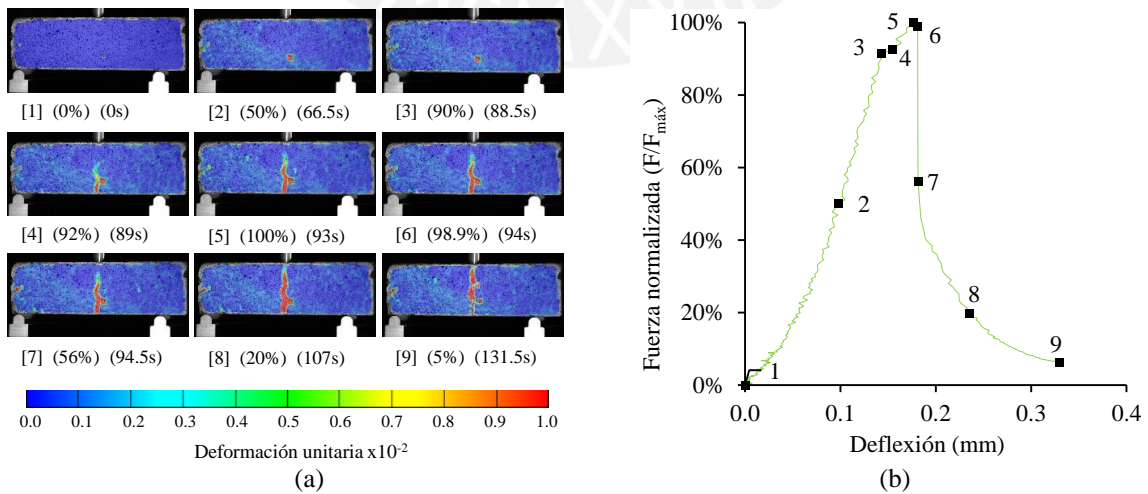 [1] (0%) (0s)
[2] (50%) (66.5s)
[3] (90%) (88.5s)
[4] (92%) (89s)
[5] (100%) (93s)
[6] (98.9%) (94s)
[7] (56%) (94.5s)
[8] (20%) (107s)
[9] (5%) (131.5s)
0.0 0.1 0.2 0.3 0.4 0.5 0.6 0.7 0.8 0.9 1.0
Deformación unitaria x10-2
(a)
Fuerza normalizada (F/Fmáx)
100%
80%
60%
40%
20%
0%
5
6
3
4
7
2
8
9
1
0.0 0.1 0.2 0.3 0.4
Deflexión (mm)
(b)